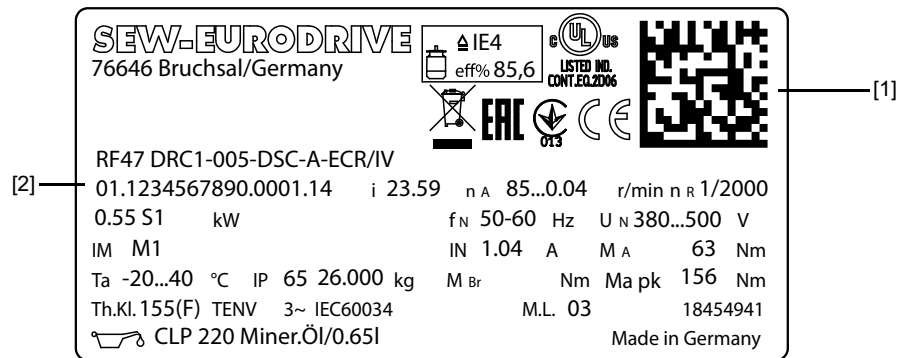 SEW-EURODRIVE
76646 Bruchsal/Germany
IE4
eff% 85,6
C UL US
LISTED IND.
CONT.EQ.2D06
EAC
013
CE
[1]
RF47 DRC1-005-DSC-A-ECR/IV
[2] 01.1234567890.0001.14 i 23.59 n A 85...0.04 r/min n R 1/2000
0.55 S1 kW f N 50-60 Hz U N 380...500 V
IM M1 IN 1.04 A M A 63 Nm
Ta -20...40 °C IP 65 26.000 kg M Br Nm Ma pk 156 Nm
Th.Kl. 155(F) TENV 3~ IEC60034 M.L. 03 18454941
CLP 220 Miner.Öl/0.65l Made in Germany